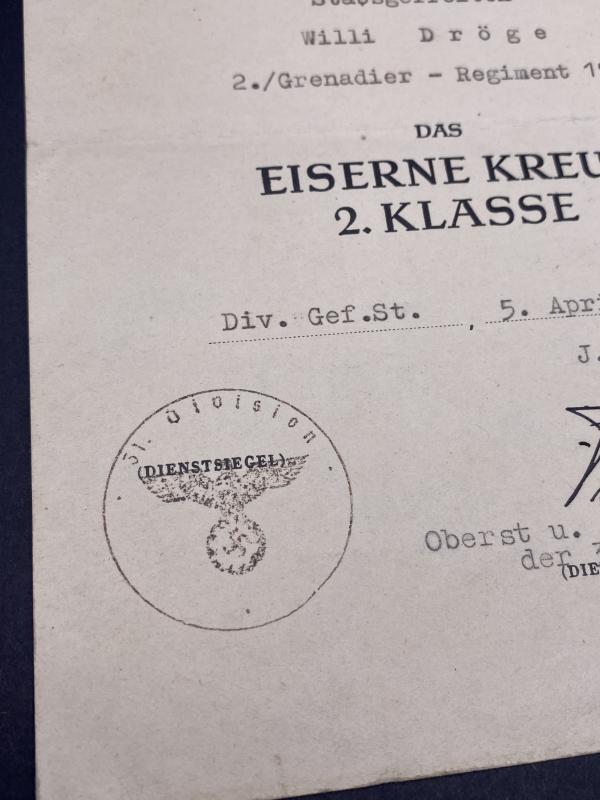 Willi Dröge
2./Grenadier - Regiment
DAS
EISERNE KREU
2. KLASSE
Div. Gef.St. , 5. Apri
J.
31. Division
(DIENSTSIEGEL)
Oberst u.
der
(DIE